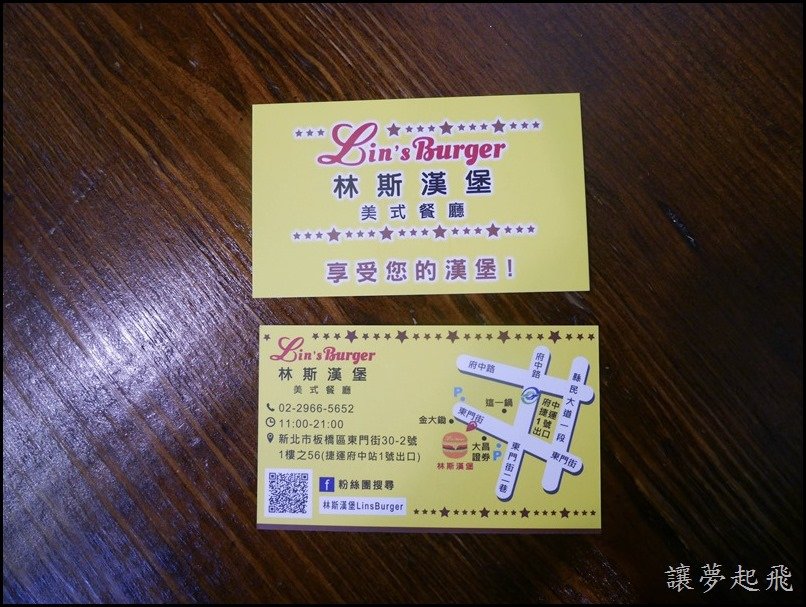 Lin's Burger
林斯漢堡
美式餐廳
享受您的漢堡！
Lin's Burger
林斯漢堡
美式餐廳
02-2966-5652
11:00-21:00
新北市板橋區東門街30-2號
1樓之56(捷運府中站1號出口)
f 粉絲團搜尋
林斯漢堡LinsBurger
府中路
府中路
縣民大道一段
P
這一鍋
府中捷運1號出口
金大鋤
東門街
大昌證券
P
林斯漢堡
東門街二巷
東門街
讓夢起飛